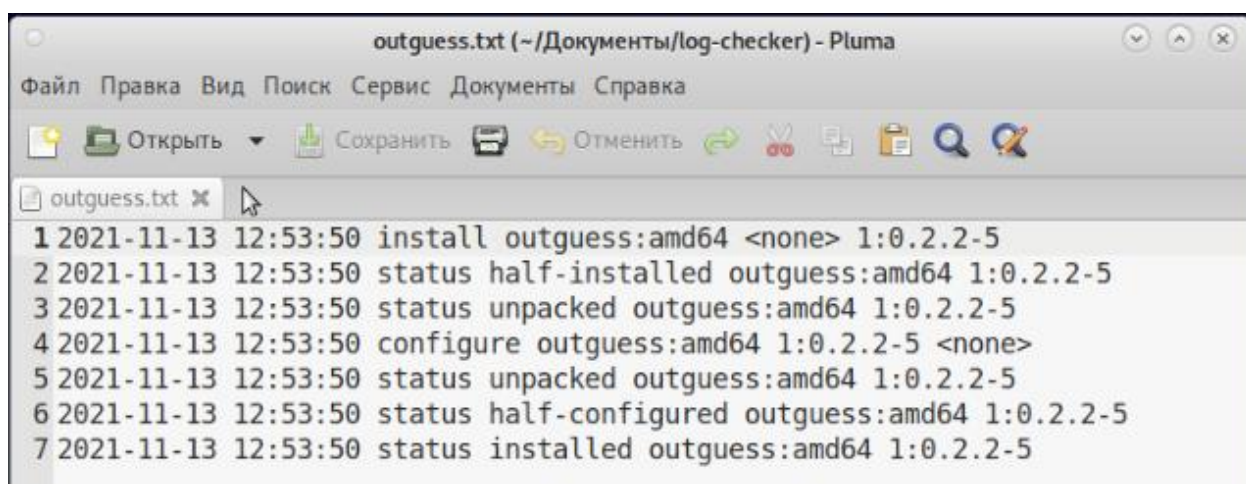 outguess.txt (~/Документы/log-checker) - Pluma
Файл Правка Вид Поиск Сервис Документы Справка
Открыть Сохранить Отменить
outguess.txt
1 2021-11-13 12:53:50 install outguess:amd64 <none> 1:0.2.2-5
2 2021-11-13 12:53:50 status half-installed outguess:amd64 1:0.2.2-5
3 2021-11-13 12:53:50 status unpacked outguess:amd64 1:0.2.2-5
4 2021-11-13 12:53:50 configure outguess:amd64 1:0.2.2-5 <none>
5 2021-11-13 12:53:50 status unpacked outguess:amd64 1:0.2.2-5
6 2021-11-13 12:53:50 status half-configured outguess:amd64 1:0.2.2-5
7 2021-11-13 12:53:50 status installed outguess:amd64 1:0.2.2-5